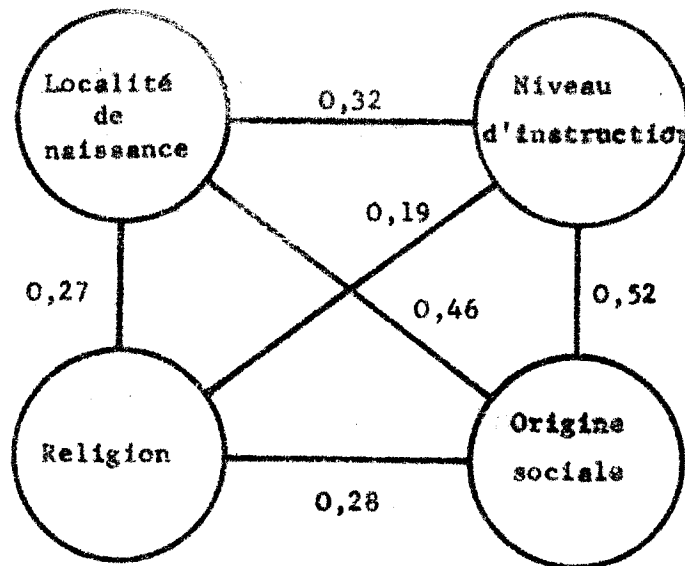 Localité
de
naissance
0,32
Niveau
d'instruction
0,19
0,27
0,46
0,52
Religion
0,28
Origine
sociale